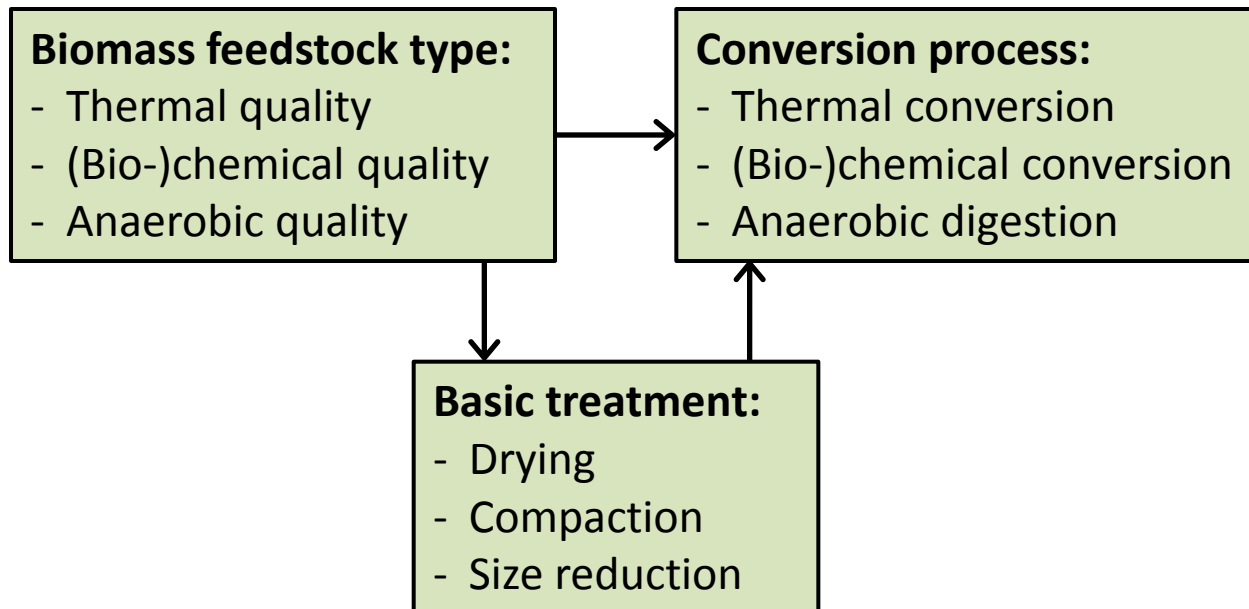 Biomass feedstock type:
- Thermal quality
- (Bio-)chemical quality
- Anaerobic quality
Conversion process:
- Thermal conversion
- (Bio-)chemical conversion
- Anaerobic digestion
Basic treatment:
- Drying
- Compaction
- Size reduction